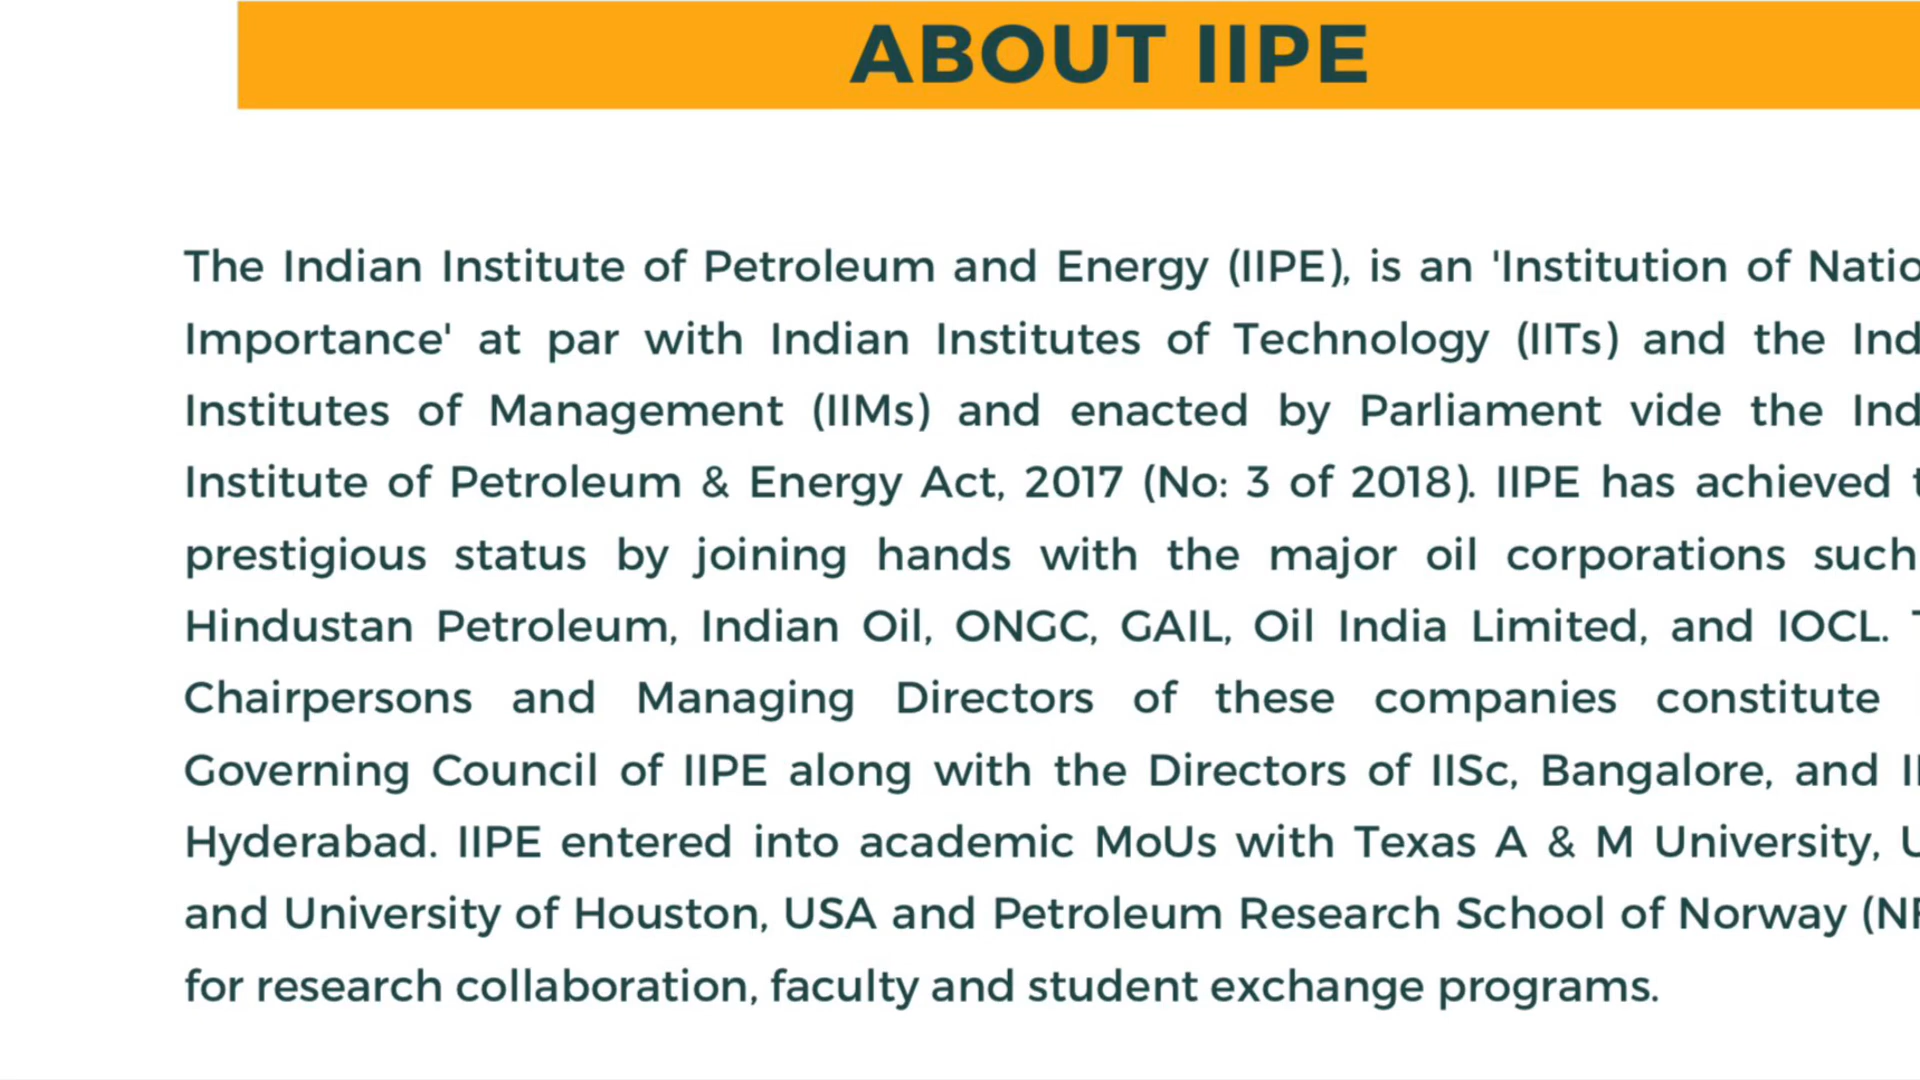 ABOUT IIPE
The Indian Institute of Petroleum and Energy (IIPE), is an 'Institution of
Importance' at par with Indian Institutes of Technology (IITs) and the
Institutes of Management (IIMs) and enacted by Parliament vide the
Institute of Petroleum & Energy Act, 2017 (No: 3 of 2018). IIPE has achieved
prestigious status by joining hands with the major oil corporations such
Hindustan Petroleum, Indian Oil, ONGC, GAIL, Oil India Limited, and IOCL.
Chairpersons and Managing Directors of these companies constitute
Governing Council of IIPE along with the Directors of IISc, Bangalore, and
Hyderabad. IIPE entered into academic MoUs with Texas A & M University,
and University of Houston, USA and Petroleum Research School of Norway
for research collaboration, faculty and student exchange programs.